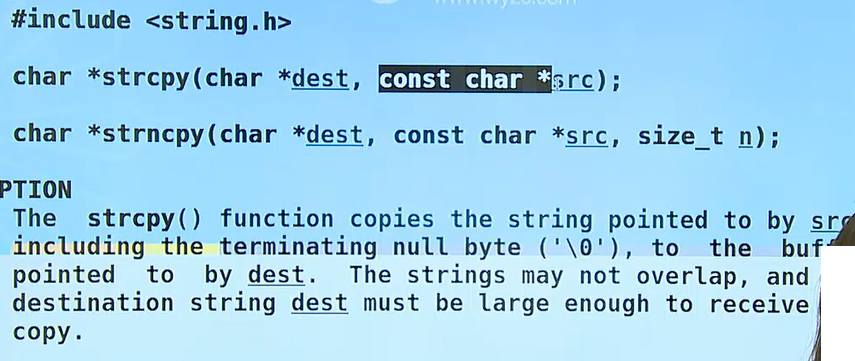 #include <string.h>
char *strcpy(char *dest, const char *src);
char *strncpy(char *dest, const char *src, size_t n);
PTION
The strcpy() function copies the string pointed to by src
including the terminating null byte ('\0'), to the buff
pointed to by dest. The strings may not overlap, and
destination string dest must be large enough to receive
copy.